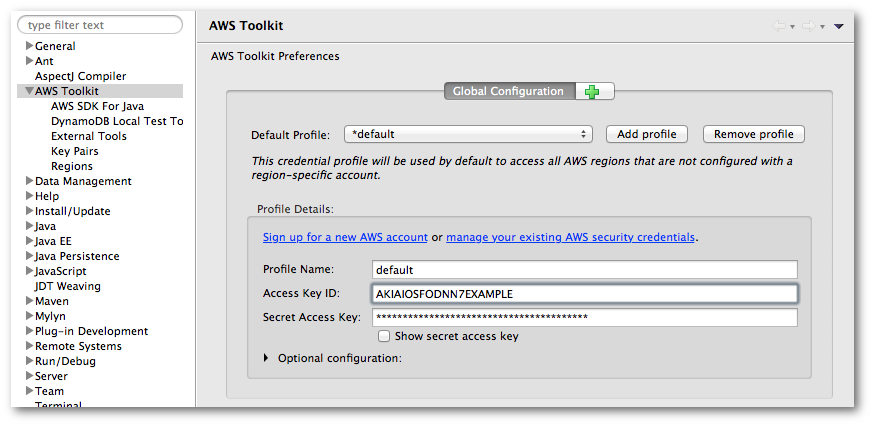 type filter text
General
Ant
AspectJ Compiler
AWS Toolkit
AWS SDK For Java
DynamoDB Local Test To
External Tools
Key Pairs
Regions
Data Management
Help
Install/Update
Java
Java EE
Java Persistence
JavaScript
JDT Weaving
Maven
Mylyn
Plug-in Development
Remote Systems
Run/Debug
Server
Team
Terminal
AWS Toolkit
AWS Toolkit Preferences
Global Configuration
Default Profile: *default Add profile Remove profile
This credential profile will be used by default to access all AWS regions that are not configured with a
region-specific account.
Profile Details:
Sign up for a new AWS account or manage your existing AWS security credentials.
Profile Name: default
Access Key ID: AKIAIOSFODNN7EXAMPLE
Secret Access Key: ****************************************
Show secret access key
Optional configuration: